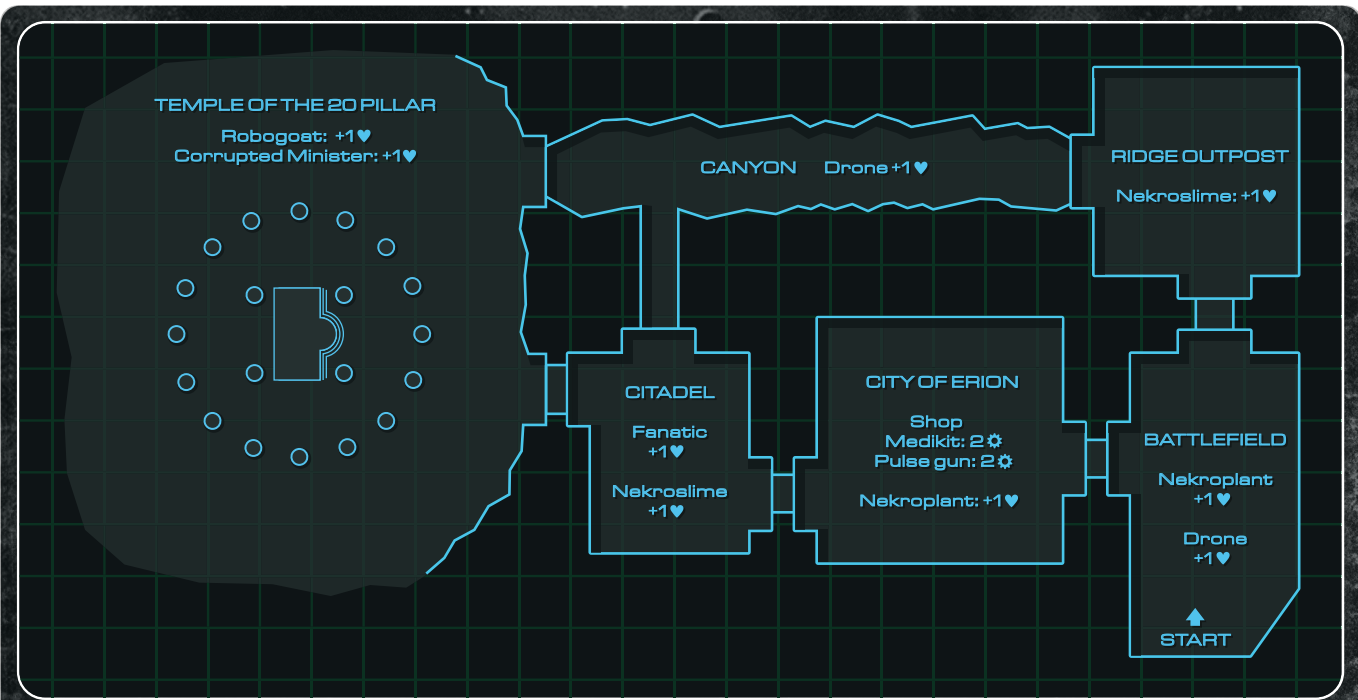 TEMPLE OF THE 20 PILLAR
Robogoat: +1♥
Corrupted Minister: +1♥
CANYON Drone +1♥
RIDGE OUTPOST
Nekroslime: +1♥
CITADEL
Fanatic
+1♥
Nekroslime
+1♥
CITY OF ERION
Shop
Medikit: 2⚙
Pulse gun: 2⚙
Nekroplant: +1♥
BATTLEFIELD
Nekroplant
+1♥
Drone
+1♥
START